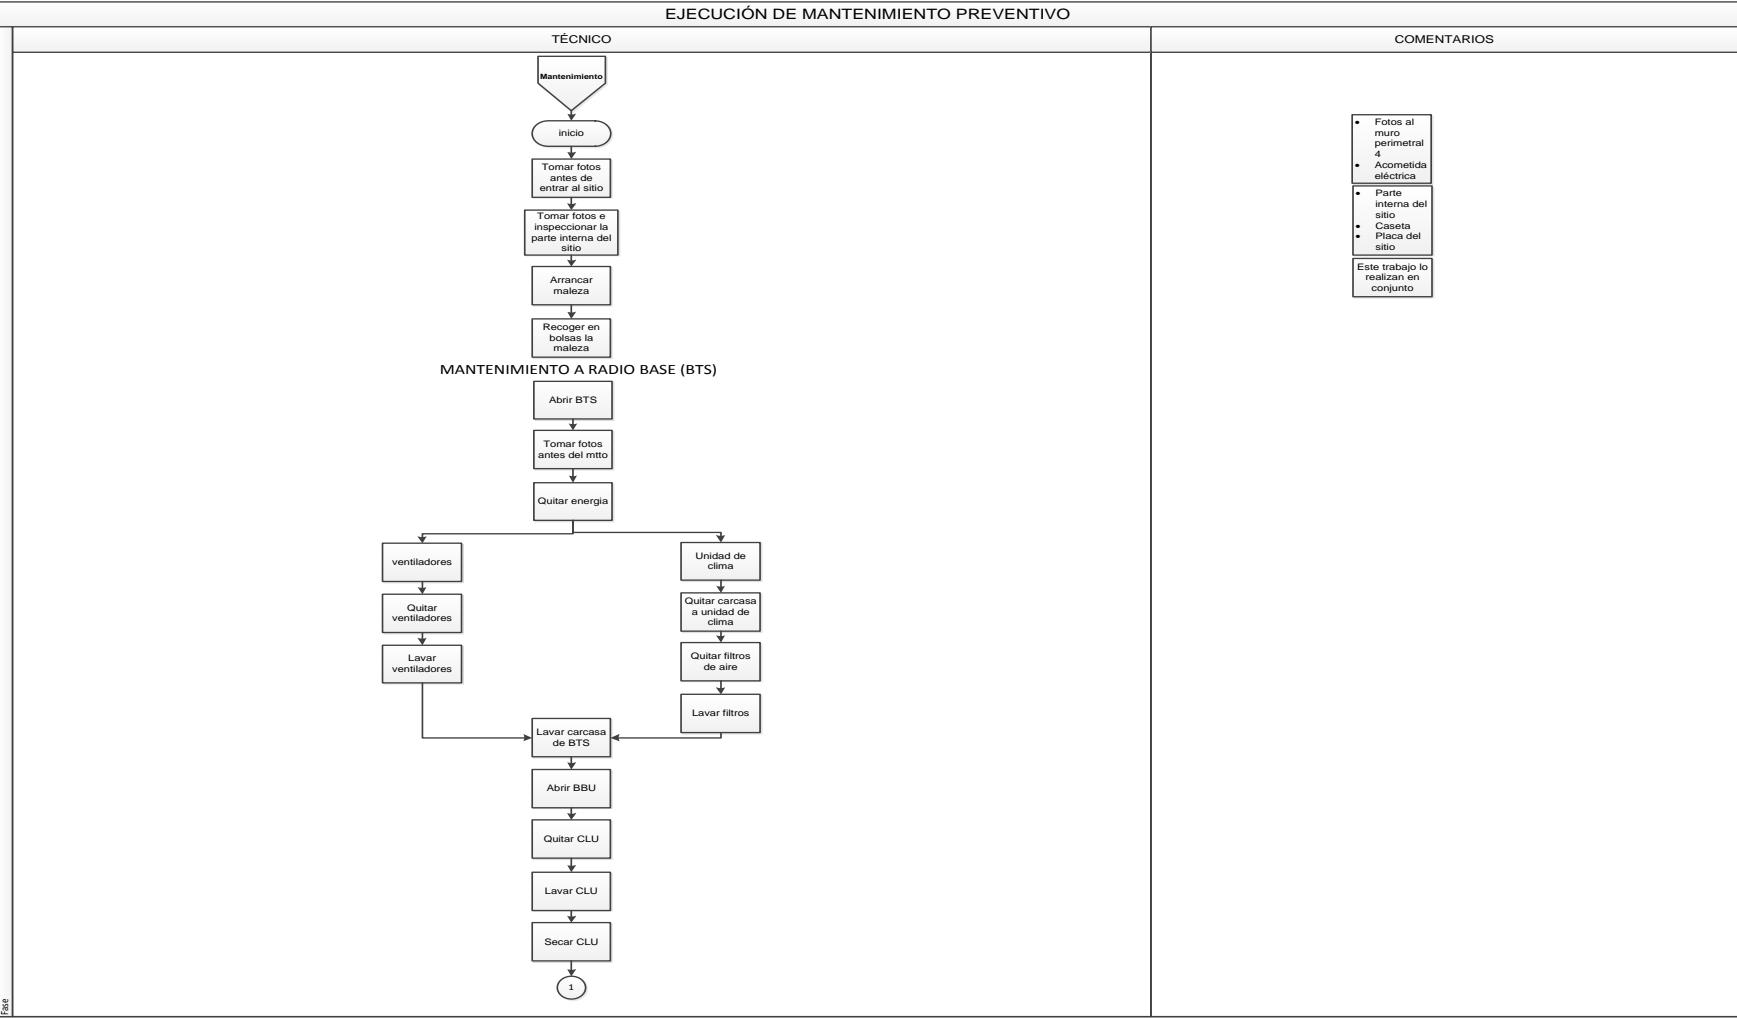 EJECUCIÓN DE MANTENIMIENTO PREVENTIVO
TÉCNICO
COMENTARIOS
Mantenimiento
inicio
Tomar fotos
antes de
entrar al sitio
Tomar fotos e
inspeccionar la
parte interna del
sitio
Arrancar
maleza
Recoger en
bolsas la
maleza
• Fotos al
muro
perimetral
4
• Acometida
eléctrica
• Parte
interna del
sitio
• Caseta
• Placa del
sitio
Este trabajo lo
realizan en
conjunto
MANTENIMIENTO A RADIO BASE (BTS)
Abrir BTS
Tomar fotos
antes del mtto
Quitar energia
ventiladores
Quitar
ventiladores
Lavar
ventiladores
Unidad de
clima
Quitar carcasa
a unidad de
clima
Quitar filtros
de aire
Lavar filtros
Lavar carcasa
de BTS
Abrir BBU
Quitar CLU
Lavar CLU
Secar CLU
1
Fase